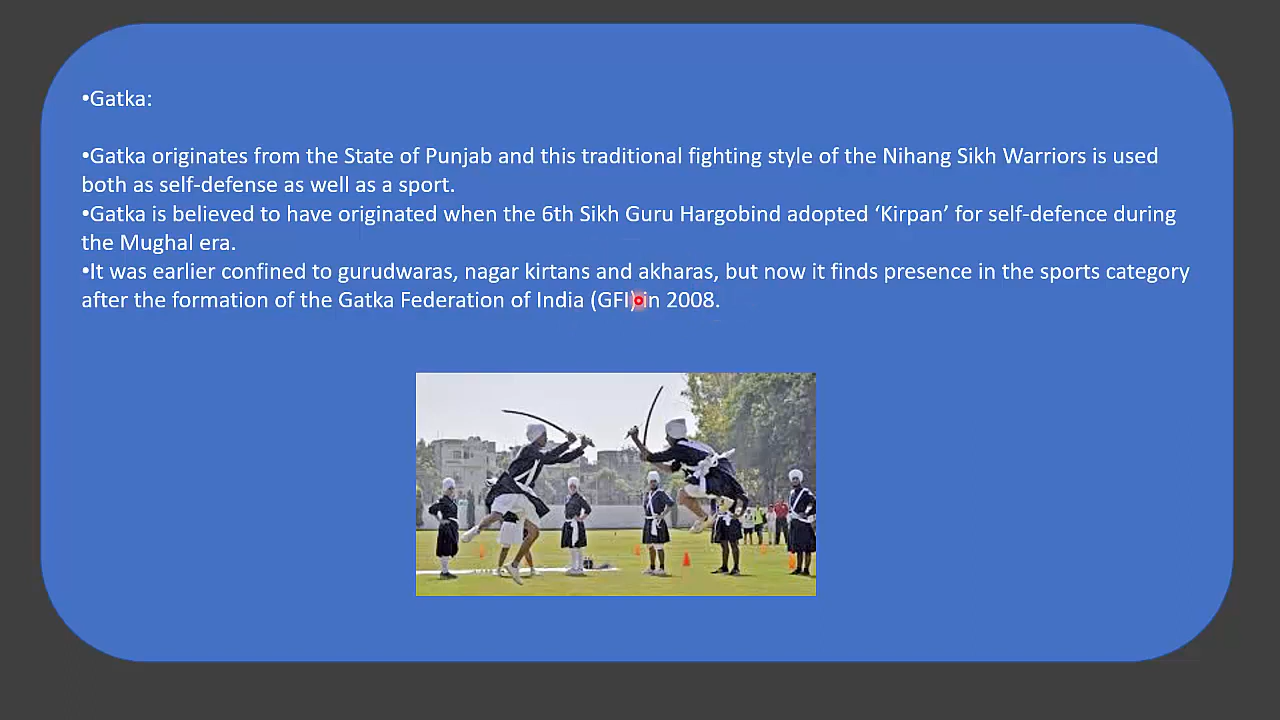 •Gatka:
•Gatka originates from the State of Punjab and this traditional fighting style of the Nihang Sikh Warriors is used
both as self-defense as well as a sport.
•Gatka is believed to have originated when the 6th Sikh Guru Hargobind adopted ‘Kirpan’ for self-defence during
the Mughal era.
•It was earlier confined to gurudwaras, nagar kirtans and akharas, but now it finds presence in the sports category
after the formation of the Gatka Federation of India (GFI) in 2008.